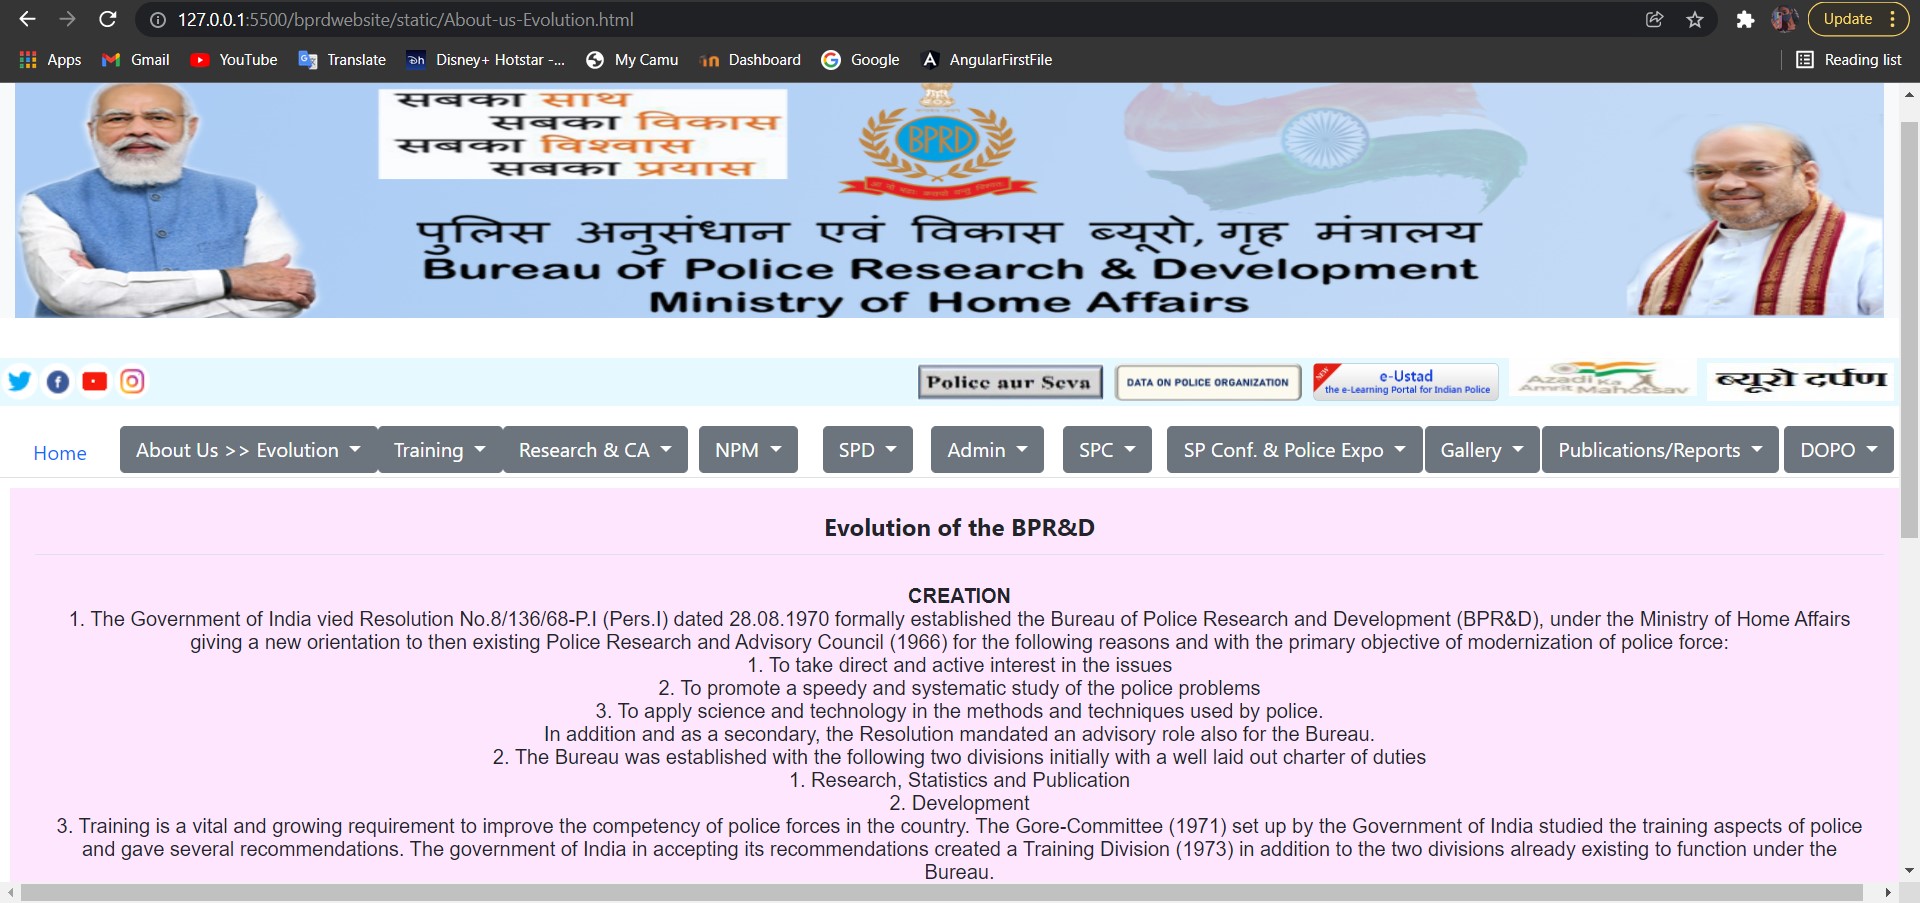 127.0.0.1:5500/bprdwebsite/static/About-us-Evolution.html
Update
Apps
Gmail
YouTube
Translate
Disney+ Hotstar -...
My Camu
Dashboard
Google
AngularFirstFile
Reading list
सबका साथ
सबका विकास
सबका विश्वास
सबका प्रयास
BPRD
पुलिस अनुसंधान एवं विकास ब्यूरो, गृह मंत्रालय
Bureau of Police Research & Development
Ministry of Home Affairs
Police aur Seva
DATA ON POLICE ORGANIZATION
NEW
e-Ustad
the e-Learning Portal for Indian Police
Azadi Ka
Amrit Mahotsav
ब्यूरो दर्पण
Home
About Us >> Evolution
Training
Research & CA
NPM
SPD
Admin
SPC
SP Conf. & Police Expo
Gallery
Publications/Reports
DOPO
Evolution of the BPR&D
CREATION
1. The Government of India vied Resolution No.8/136/68-P.I (Pers.I) dated 28.08.1970 formally established the Bureau of Police Research and Development (BPR&D), under the Ministry of Home Affairs
giving a new orientation to then existing Police Research and Advisory Council (1966) for the following reasons and with the primary objective of modernization of police force:
1. To take direct and active interest in the issues
2. To promote a speedy and systematic study of the police problems
3. To apply science and technology in the methods and techniques used by police.
In addition and as a secondary, the Resolution mandated an advisory role also for the Bureau.
2. The Bureau was established with the following two divisions initially with a well laid out charter of duties
1. Research, Statistics and Publication
2. Development
3. Training is a vital and growing requirement to improve the competency of police forces in the country. The Gore-Committee (1971) set up by the Government of India studied the training aspects of police
and gave several recommendations. The government of India in accepting its recommendations created a Training Division (1973) in addition to the two divisions already existing to function under the
Bureau.